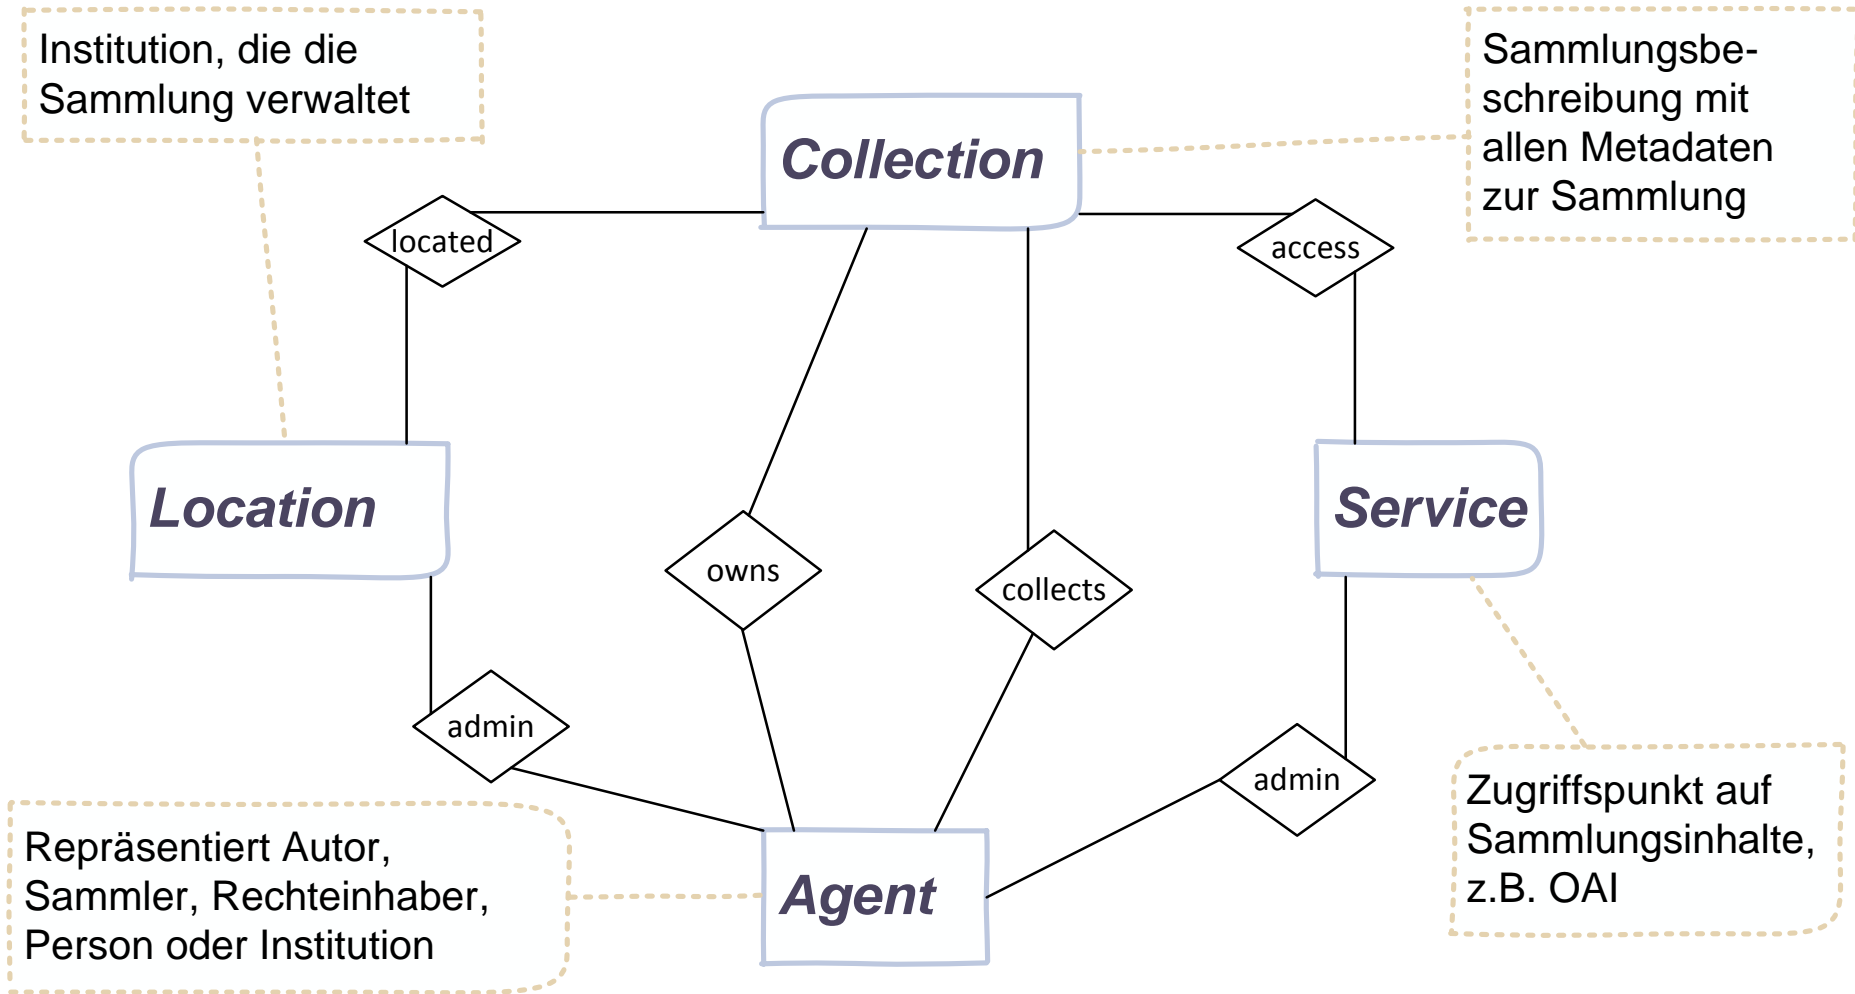 Institution, die die
Sammlung verwaltet
Sammlungsbe-
schreibung mit
allen Metadaten
zur Sammlung
Collection
located
access
Location
Service
owns
collects
admin
admin
Repräsentiert Autor,
Sammler, Rechteinhaber,
Person oder Institution
Agent
Zugriffspunkt auf
Sammlungsinhalte,
z.B. OAI